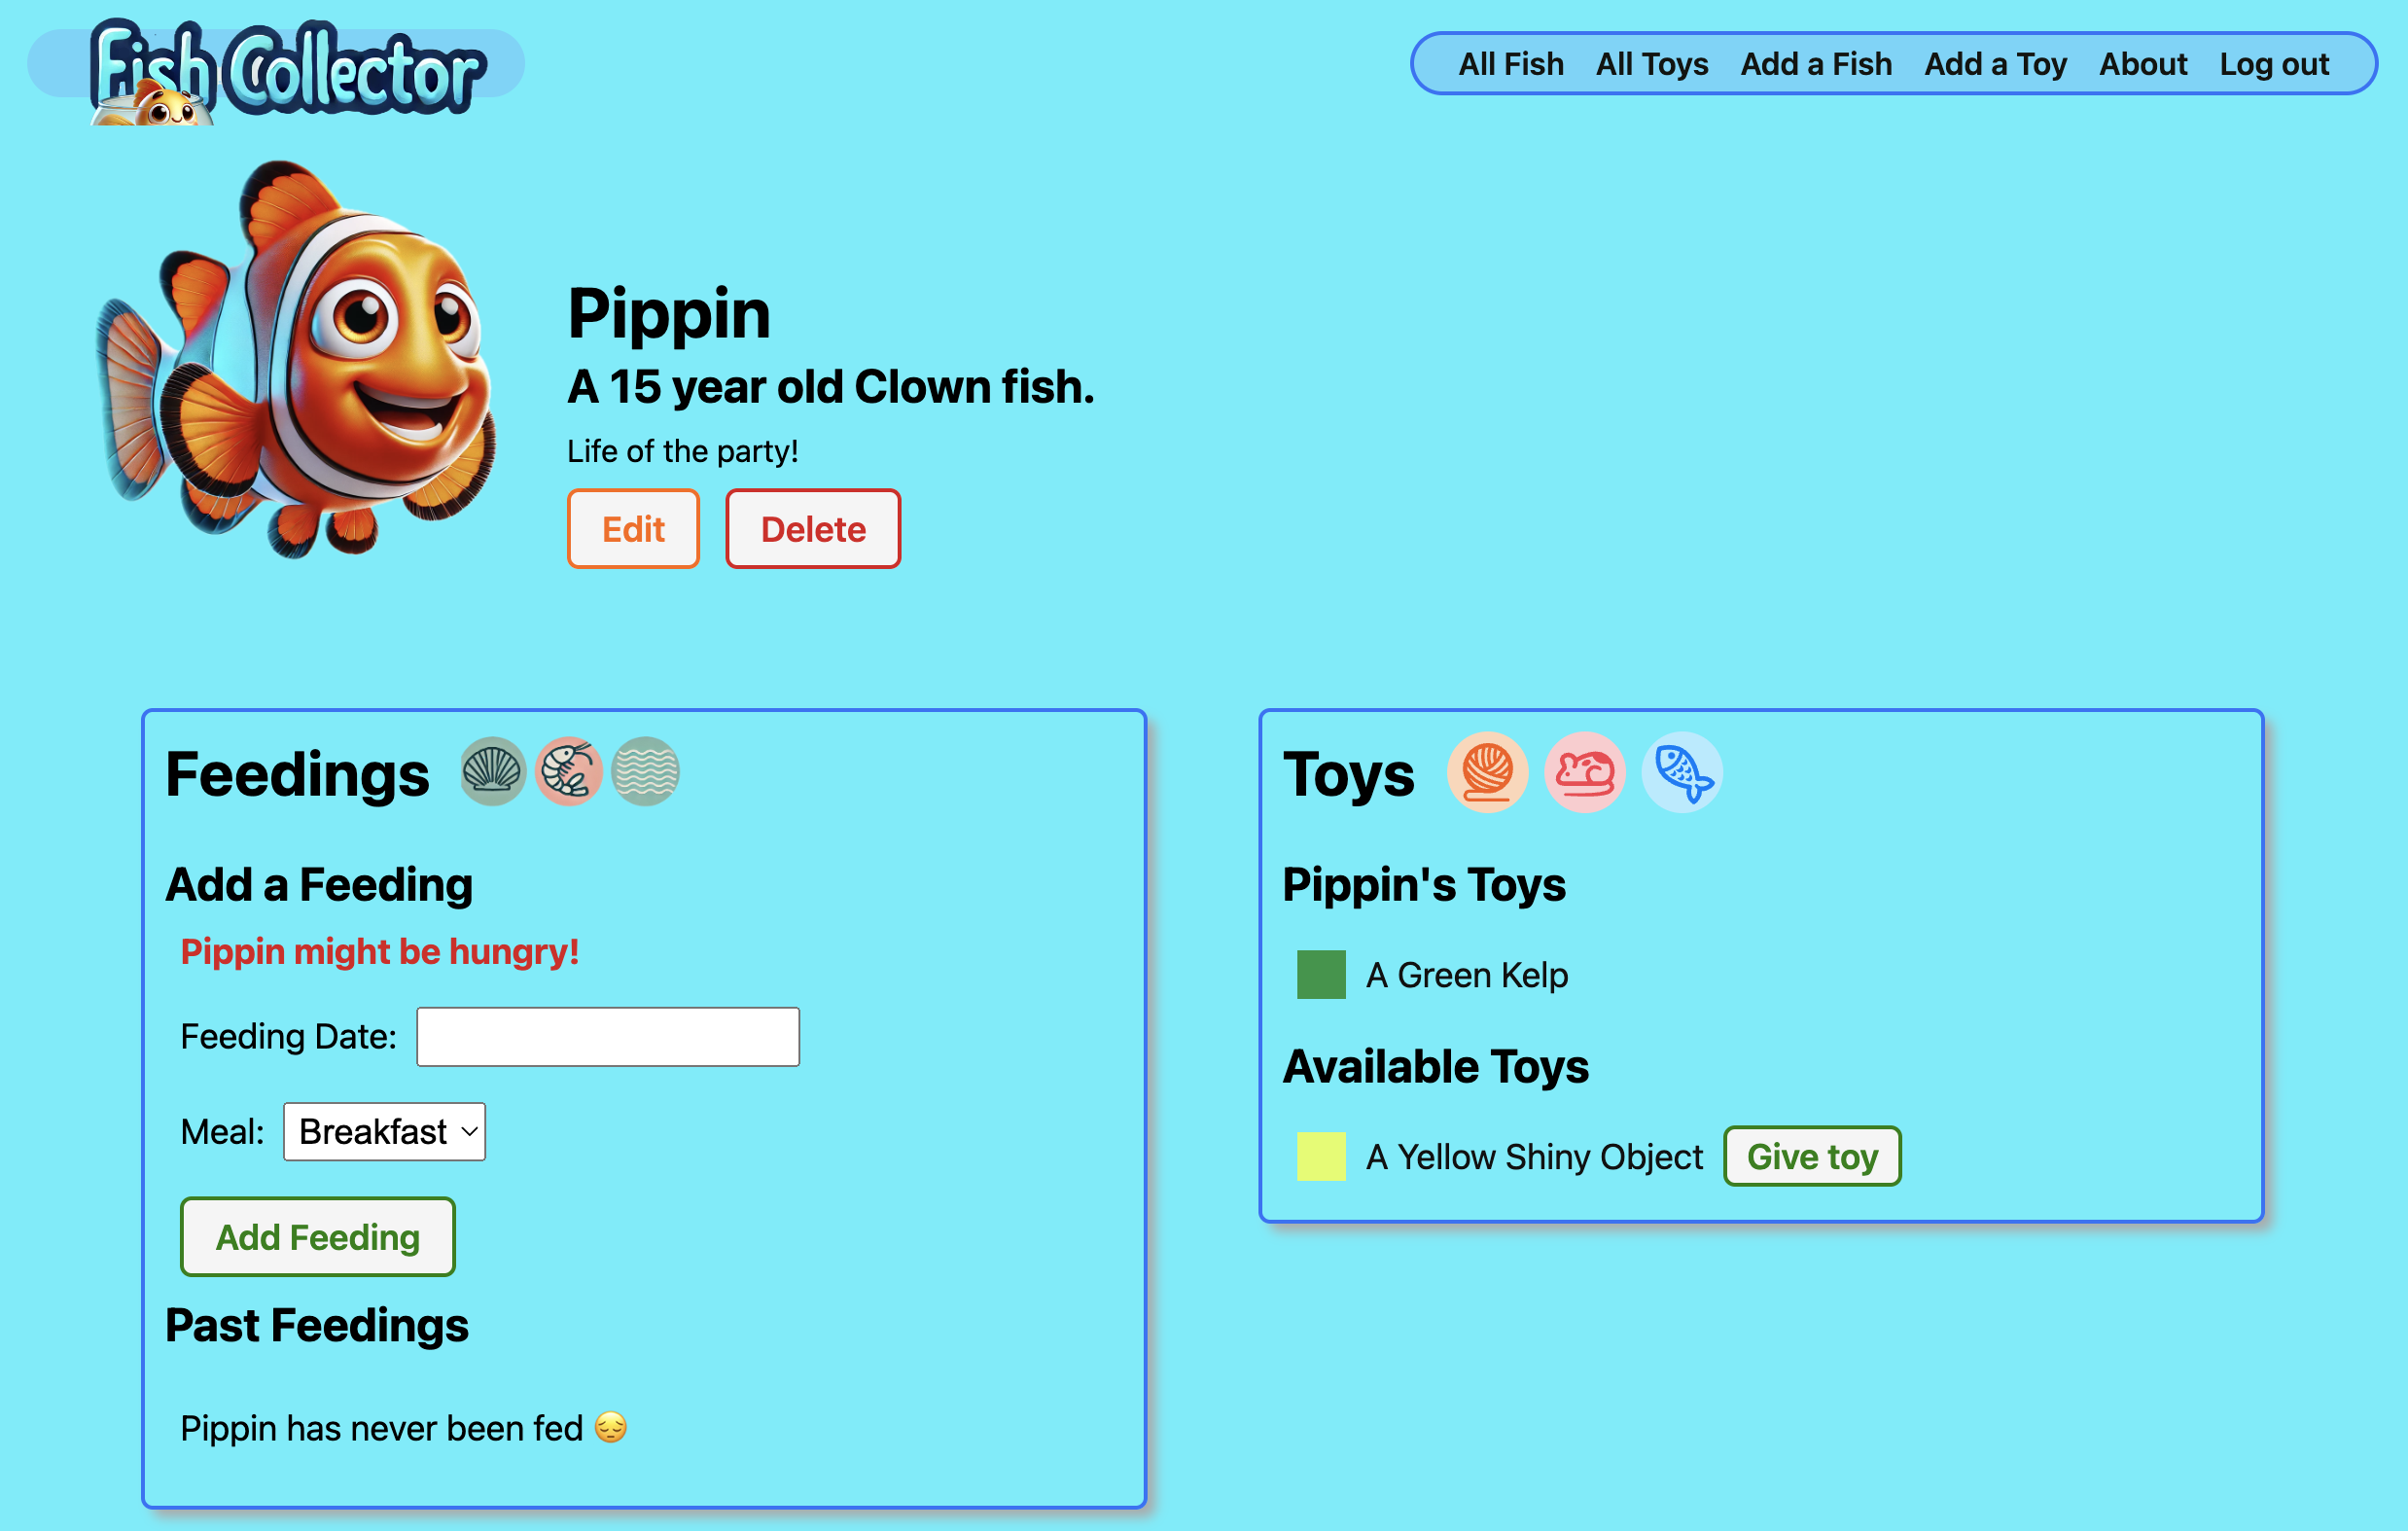 Fish Collector
All Fish All Toys Add a Fish Add a Toy About Log out
Pippin
A 15 year old Clown fish.
Life of the party!
Edit Delete
Feedings
Add a Feeding
Pippin might be hungry!
Feeding Date:
Meal: Breakfast
Add Feeding
Past Feedings
Pippin has never been fed 😔
Toys
Pippin's Toys
A Green Kelp
Available Toys
A Yellow Shiny Object Give toy